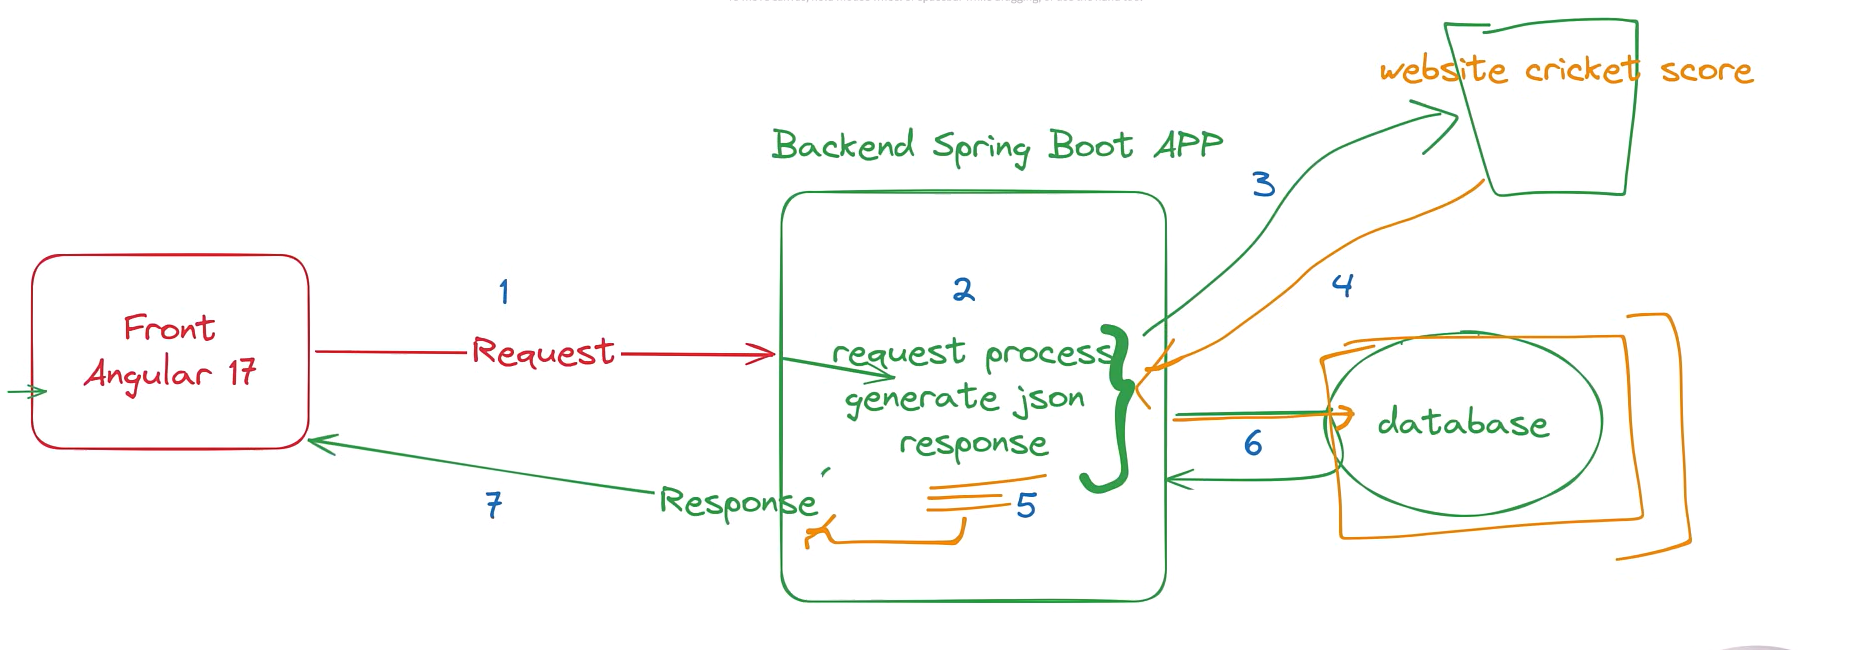 website cricket score
Backend Spring Boot APP
3
1
2
4
Front
Angular 17
Request
request process
generate json
response
database
6
7
Response
5